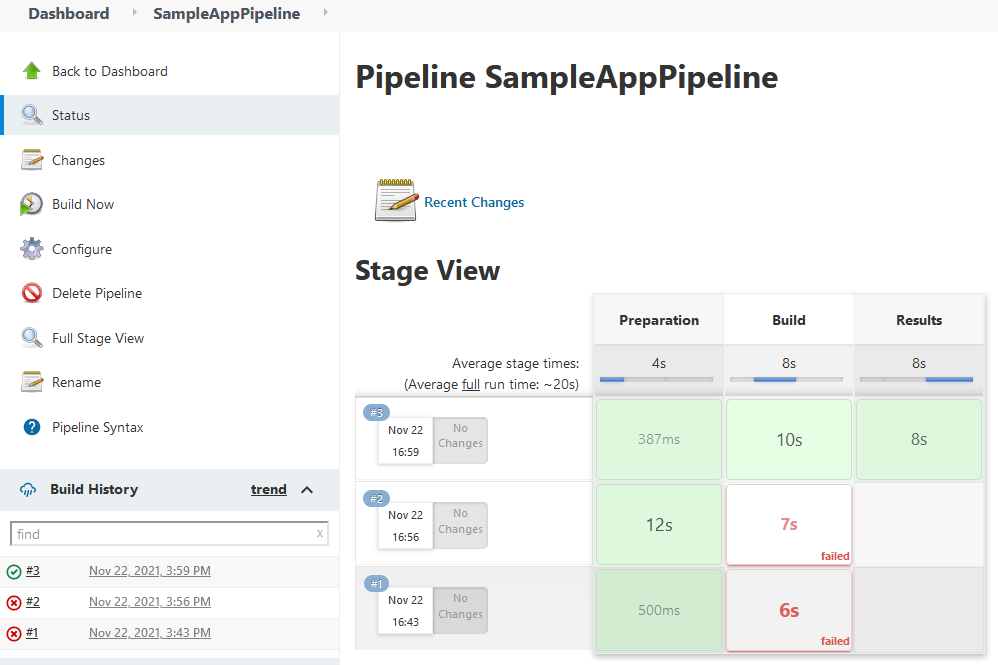 Dashboard SampleAppPipeline
Back to Dashboard
Status
Changes
Build Now
Configure
Delete Pipeline
Full Stage View
Rename
Pipeline Syntax
Build History trend
find x
#3 Nov 22, 2021, 3:59 PM
#2 Nov 22, 2021, 3:56 PM
#1 Nov 22, 2021, 3:43 PM
Pipeline SampleAppPipeline
Recent Changes
Stage View
Preparation Build Results
Average stage times: 4s 8s 8s
(Average full run time: ~20s)
#3
Nov 22 No
16:59 Changes
387ms 10s 8s
#2
Nov 22 No
16:56 Changes
12s 7s
failed
#1
Nov 22 No
16:43 Changes
500ms 6s
failed